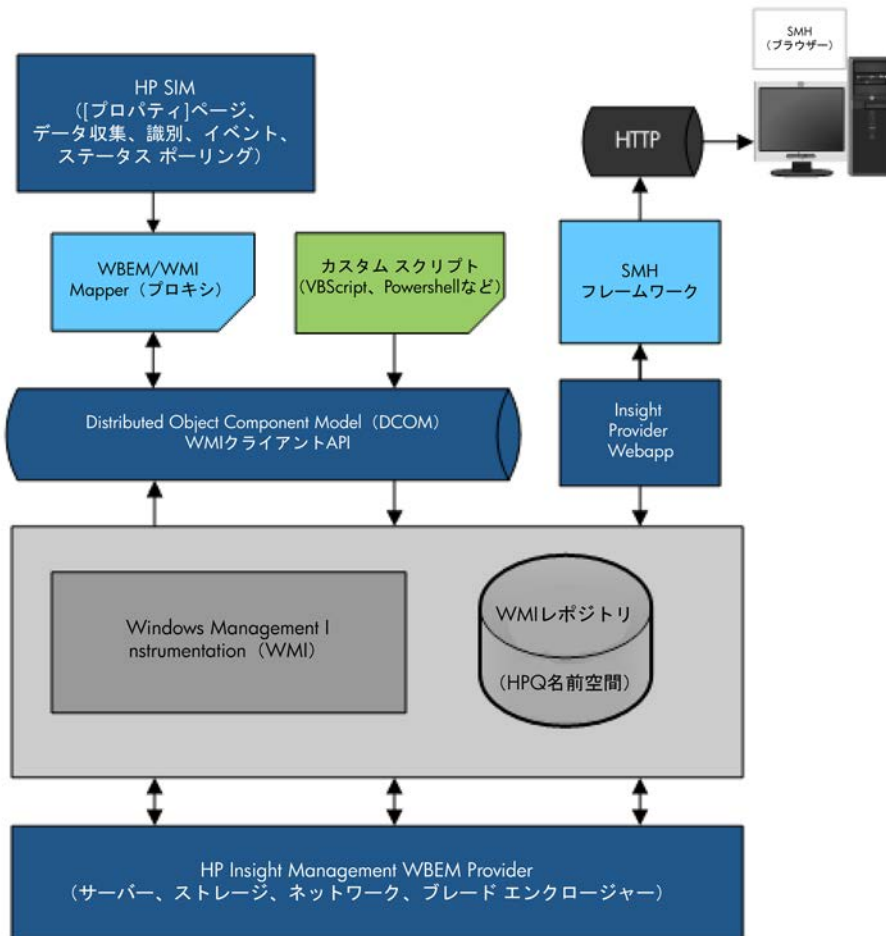 SMH
（ブラウザー）
HP SIM
（[プロパティ]ページ、
データ収集、識別、イベント、
ステータス ポーリング）
HTTP
WBEM/WMI
Mapper（プロキシ）
カスタム スクリプト
(VBScript、Powershellなど)
SMH
フレームワーク
Distributed Object Component Model（DCOM）
WMIクライアントAPI
Insight
Provider
Webapp
Windows Management I
nstrumentation（WMI）
WMIレポジトリ
（HPQ名前空間）
HP Insight Management WBEM Provider
（サーバー、ストレージ、ネットワーク、ブレード エンクロージャー）